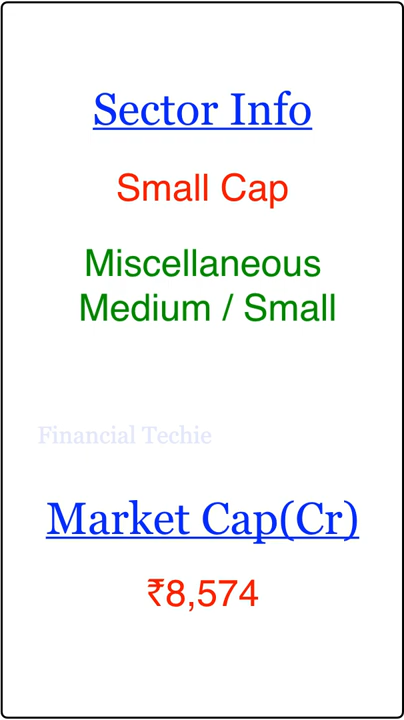 Sector Info
Small Cap
Miscellaneous
Medium / Small
Financial Techie
Market Cap(Cr)
₹8,574